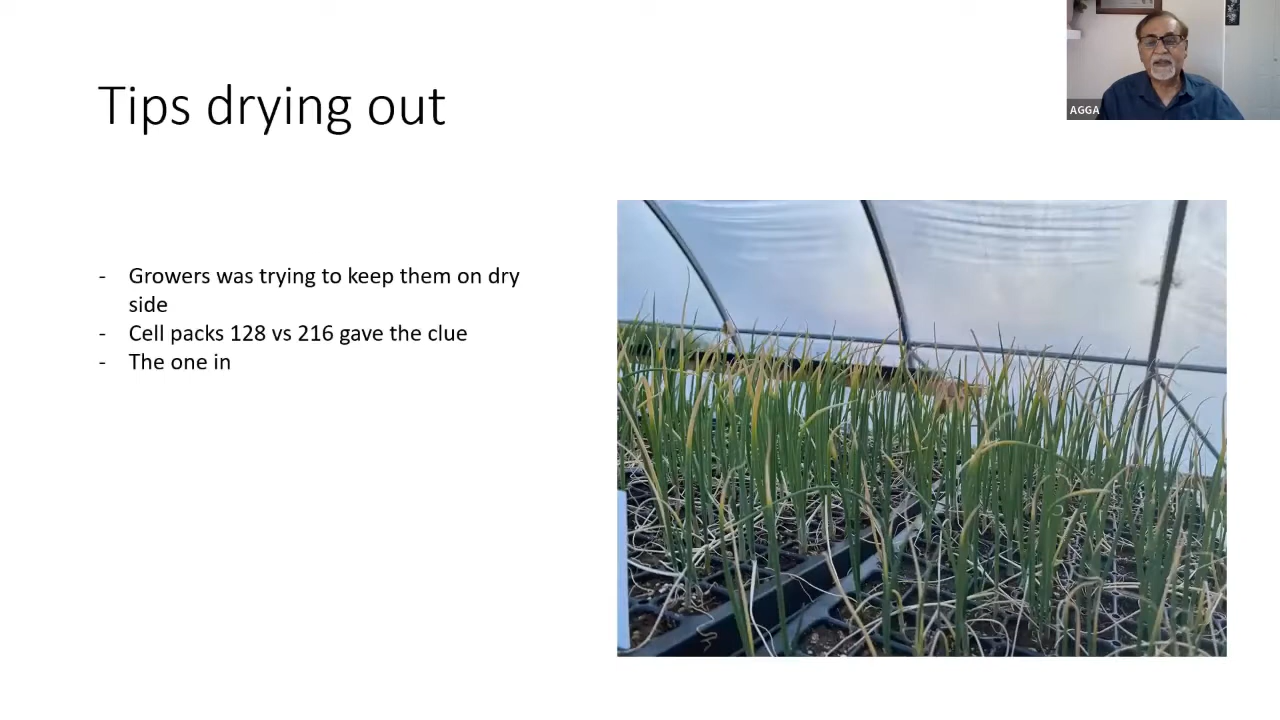 Tips drying out
AGGA
- Growers was trying to keep them on dry
side
- Cell packs 128 vs 216 gave the clue
- The one in